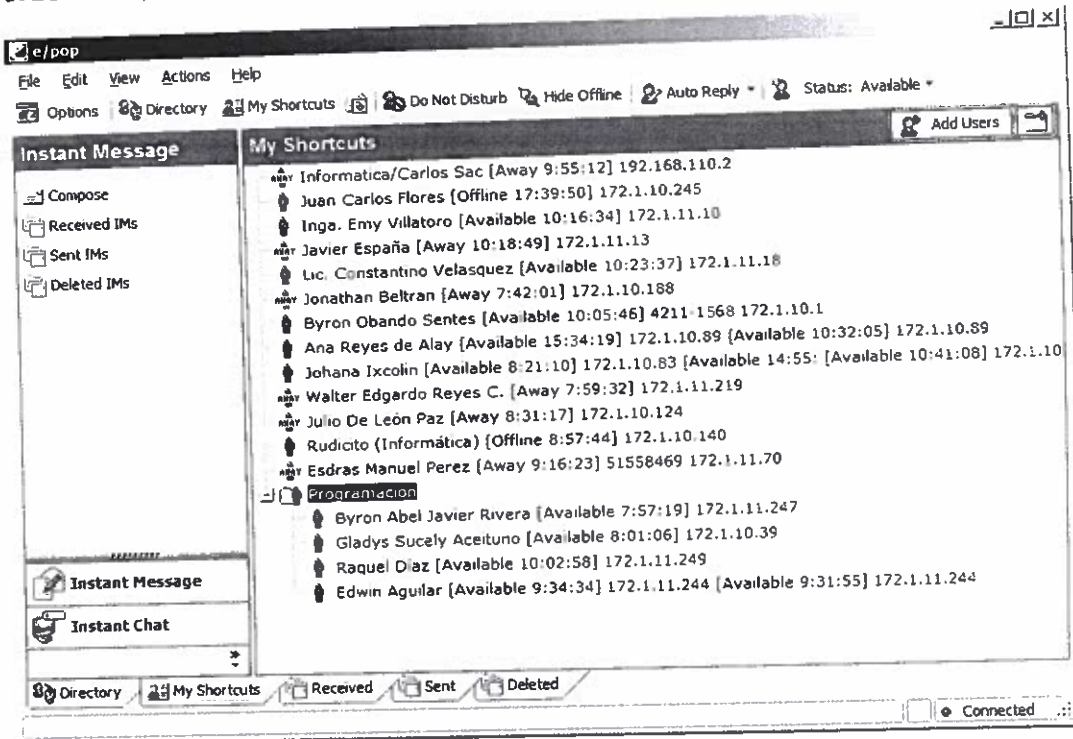 e/pop
File Edit View Actions Help
Options Directory My Shortcuts Do Not Disturb Hide Offline Auto Reply Status: Available
Instant Message
Compose
Received IMs
Sent IMs
Deleted IMs
Instant Message
Instant Chat
My Shortcuts
Add Users
AWAY Informatica/Carlos Sac [Away 9:55:12] 192.168.110.2
Juan Carlos Flores [Offline 17:39:50] 172.1.10.245
Inga. Emy Villatoro [Available 10:16:34] 172.1.11.10
AWAY Javier España [Away 10:18:49] 172.1.11.13
Lic. Constantino Velasquez [Available 10:23:37] 172.1.11.18
AWAY Jonathan Beltran [Away 7:42:01] 172.1.10.188
Byron Obando Sentes [Available 10:05:46] 4211-1568 172.1.10.1
Ana Reyes de Alay [Available 15:34:19] 172.1.10.89 [Available 10:32:05] 172.1.10.89
Johana Ixcolin [Available 8:21:10] 172.1.10.83 [Available 14:55: [Available 10:41:08] 172.1.10
AWAY Walter Edgardo Reyes C. [Away 7:59:32] 172.1.11.219
AWAY Julio De León Paz [Away 8:31:17] 172.1.10.124
Rudicito (Informática) [Offline 8:57:44] 172.1.10.140
AWAY Esdras Manuel Perez [Away 9:16:23] 51558469 172.1.11.70
Programacion
Byron Abel Javier Rivera [Available 7:57:19] 172.1.11.247
Gladys Sucely Aceituno [Available 8:01:06] 172.1.10.39
Raquel Diaz [Available 10:02:58] 172.1.11.249
Edwin Aguilar [Available 9:34:34] 172.1.11.244 [Available 9:31:55] 172.1.11.244
Directory My Shortcuts Received Sent Deleted
Connected